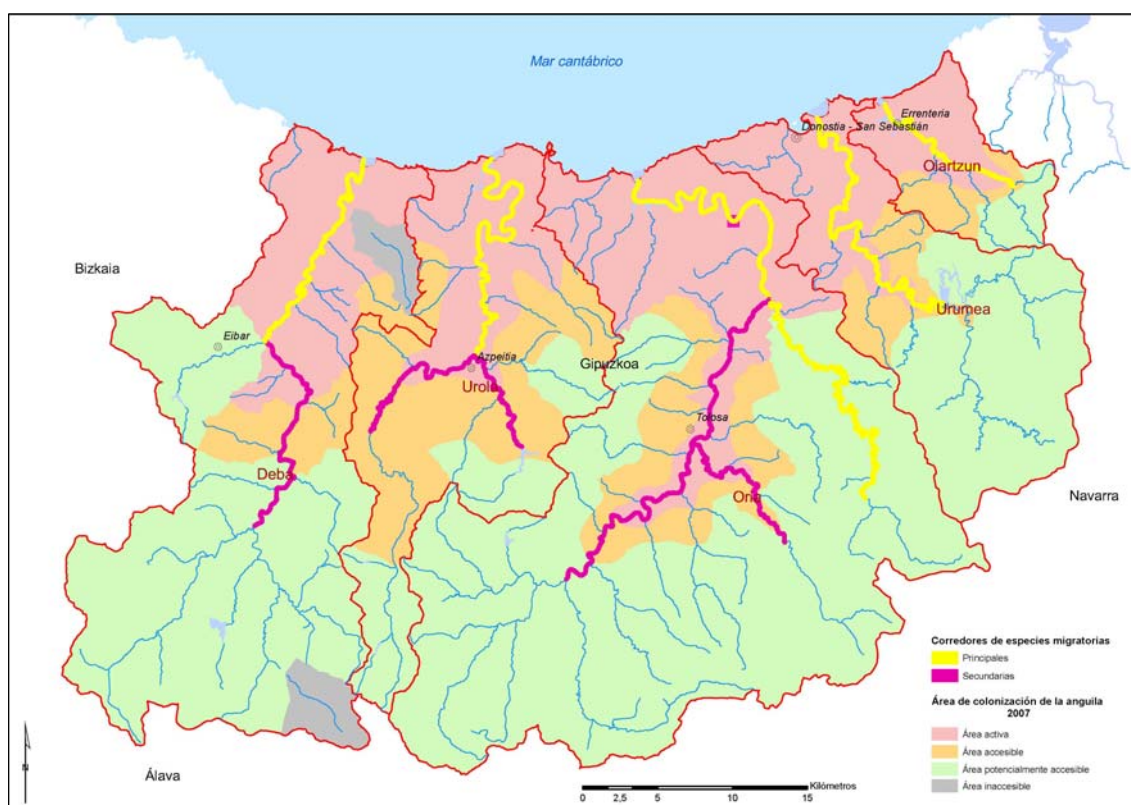 Mar cantábrico
Errenteria
Donostia - San Sebastián
Oiartzun
Bizkaia
Urumea
Eibar
Azpeitia
Gipuzkoa
Urola
Tolosa
Deba
Oria
Navarra
Álava
N
Corredores de especies migratorias
Principales
Secundarias
Área de colonización de la anguila
2007
Área activa
Área accesible
Área potencialmente accesible
Área inaccesible
Kilómetros
0 2,5 5 10 15